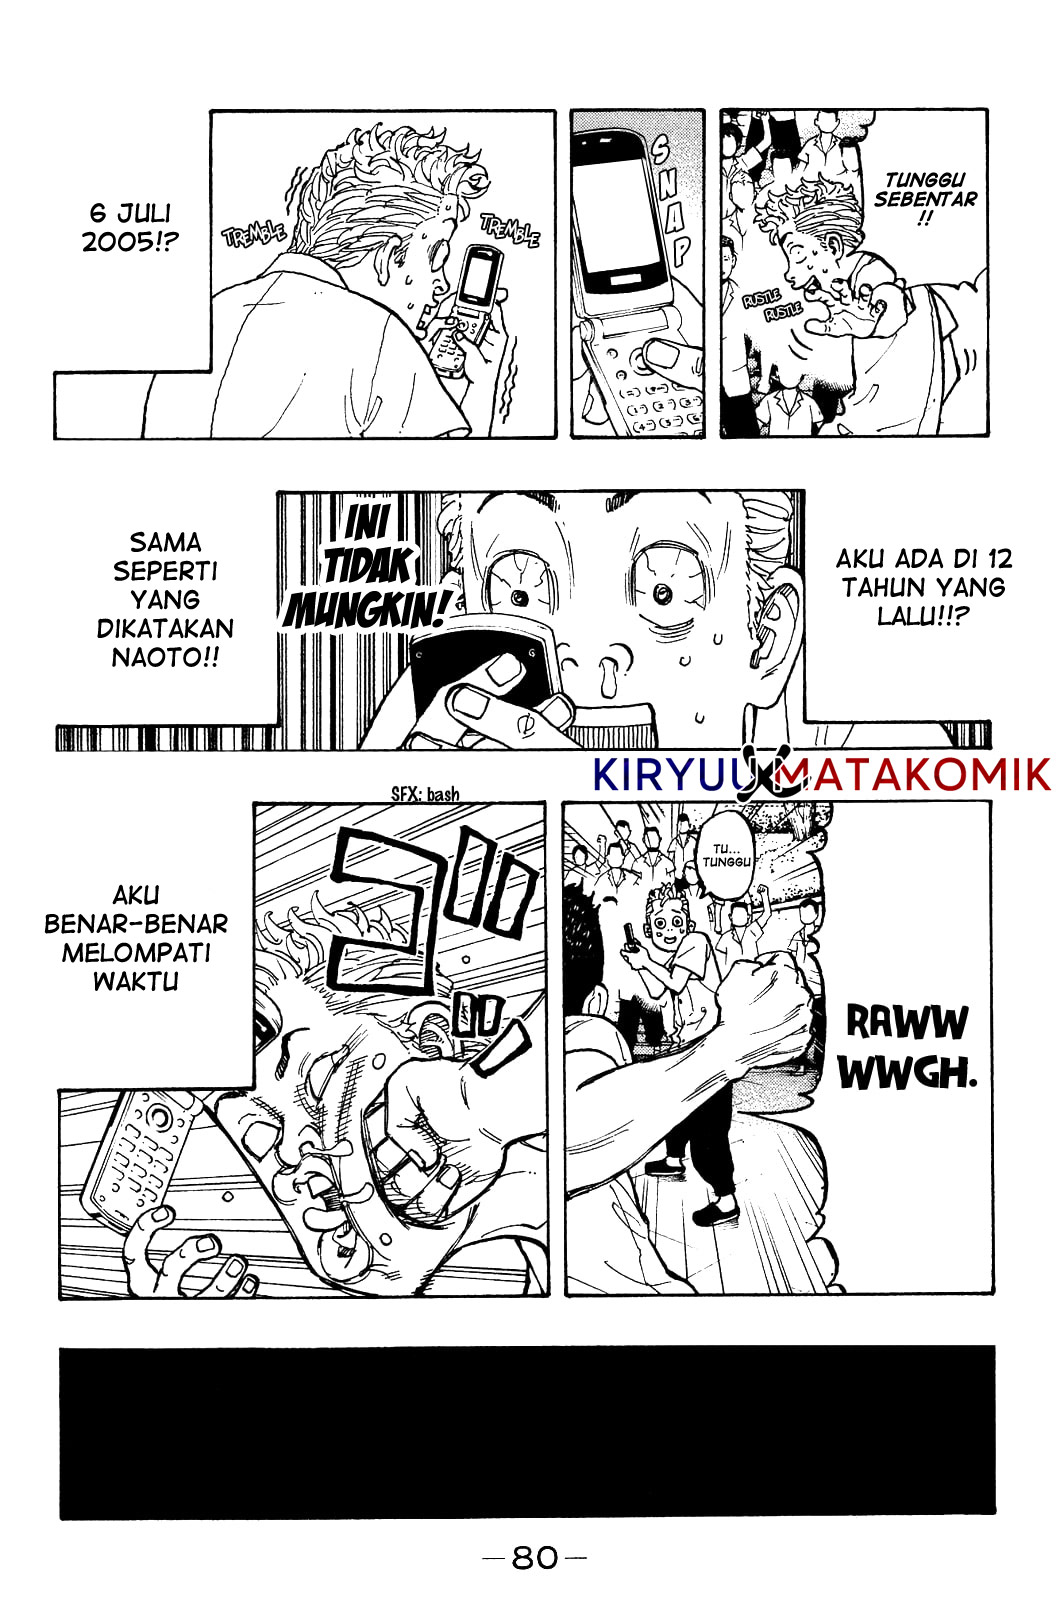 TUNGGU
SEBENTAR
!!
RUSTLE
RUSTLE
SNAP
TREMBLE
TREMBLE
6 JULI
2005!?
AKU ADA DI 12
TAHUN YANG
LALU!!?
INI
TIDAK
MUNGKIN!
SAMA
SEPERTI
YANG
DIKATAKAN
NAOTO!!
KIRYUU X MATAKOMIK
TU...
TUNGGU
RAWW
WWGH.
SFX: bash
ゴッ
AKU
BENAR-BENAR
MELOMPATI
WAKTU
—80—